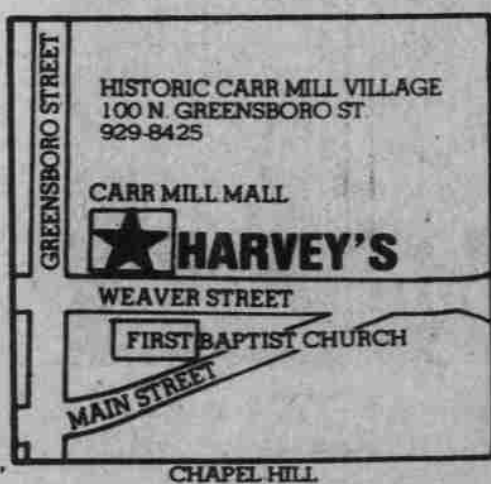 GREENSBORO STREET
HISTORIC CARR MILL VILLAGE
100 N. GREENSBORO ST.
929-8425
CARR MILL MALL
HARVEY'S
WEAVER STREET
FIRST BAPTIST CHURCH
MAIN STREET
CHAPEL HILL